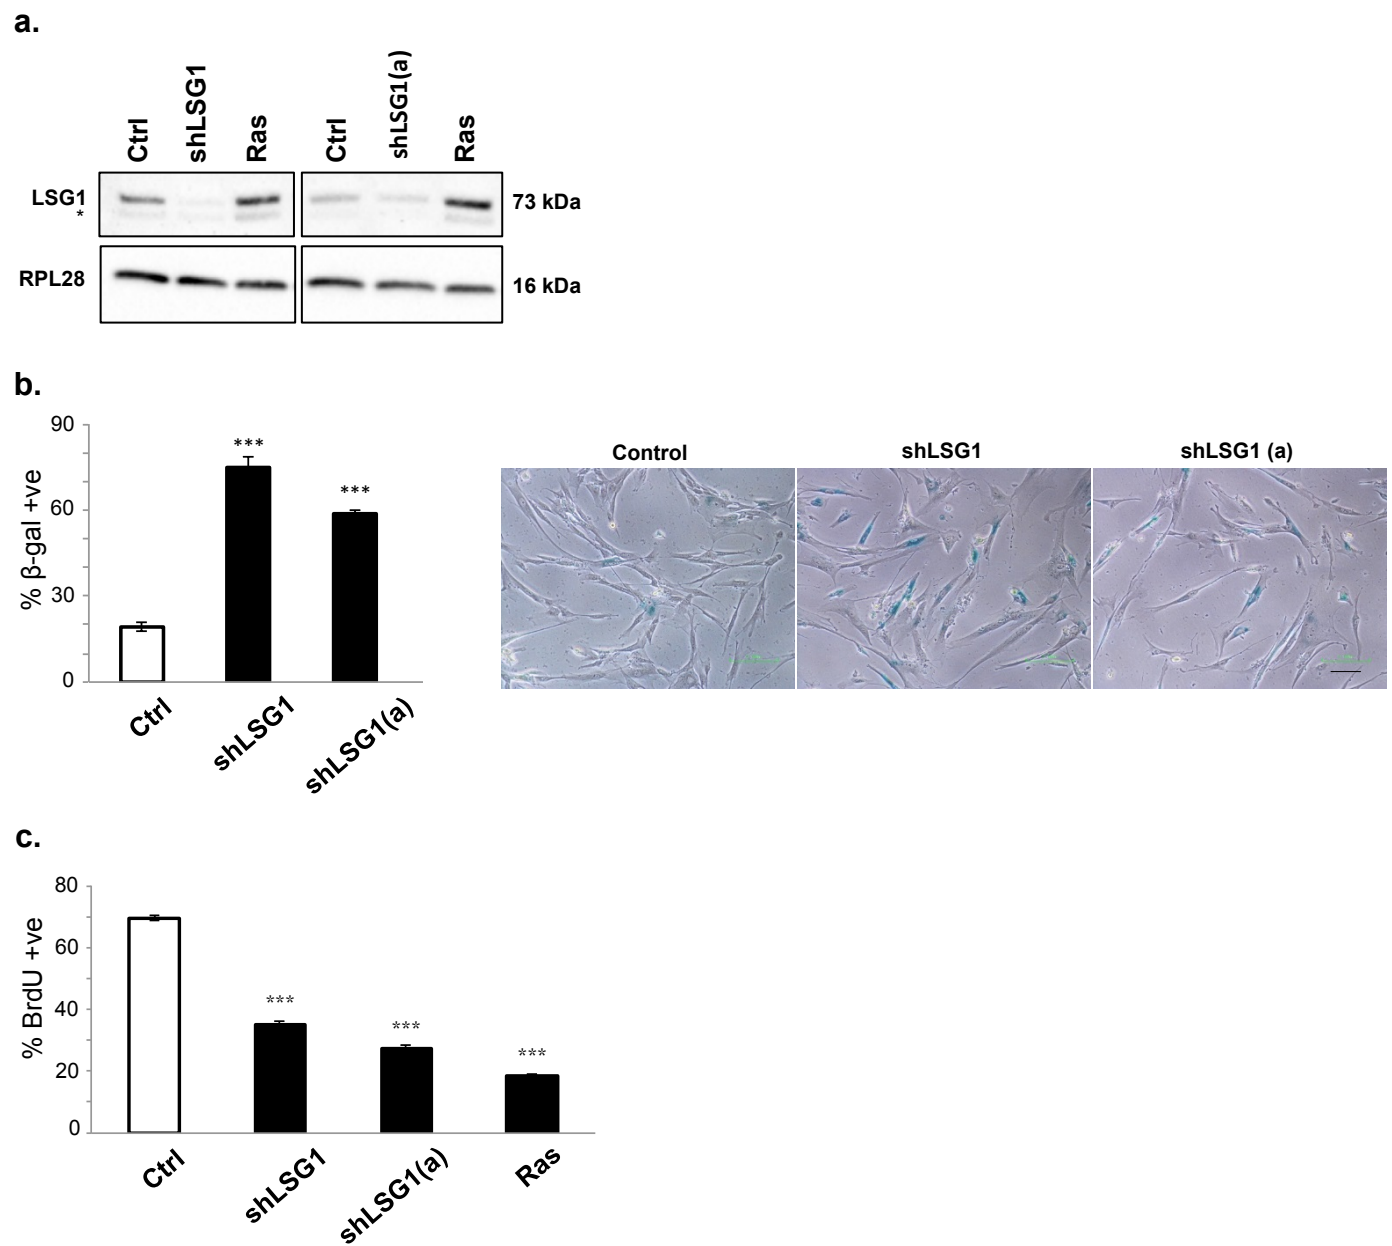 a.
Ctrl
shLSG1
Ras
Ctrl
shLSG1(a)
Ras
LSG1
*
73 kDa
RPL28
16 kDa
b.
% β-gal +ve
90
60
30
0
***
***
Ctrl
shLSG1
shLSG1(a)
Control
shLSG1
shLSG1 (a)
c.
% BrdU +ve
80
60
40
20
0
***
***
***
Ctrl
shLSG1
shLSG1(a)
Ras